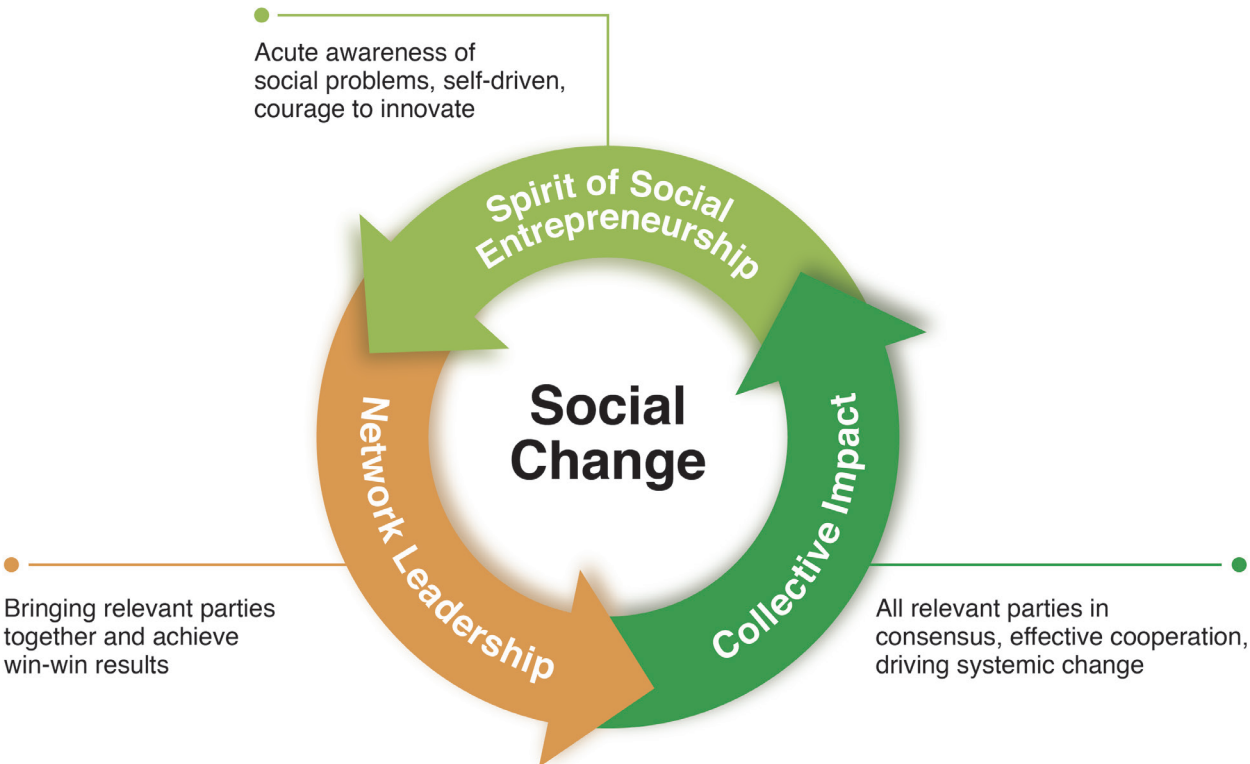 Acute awareness of
social problems, self-driven,
courage to innovate
Spirit of Social
Entrepreneurship
Social
Change
Network Leadership
Collective Impact
Bringing relevant parties
together and achieve
win-win results
All relevant parties in
consensus, effective cooperation,
driving systemic change